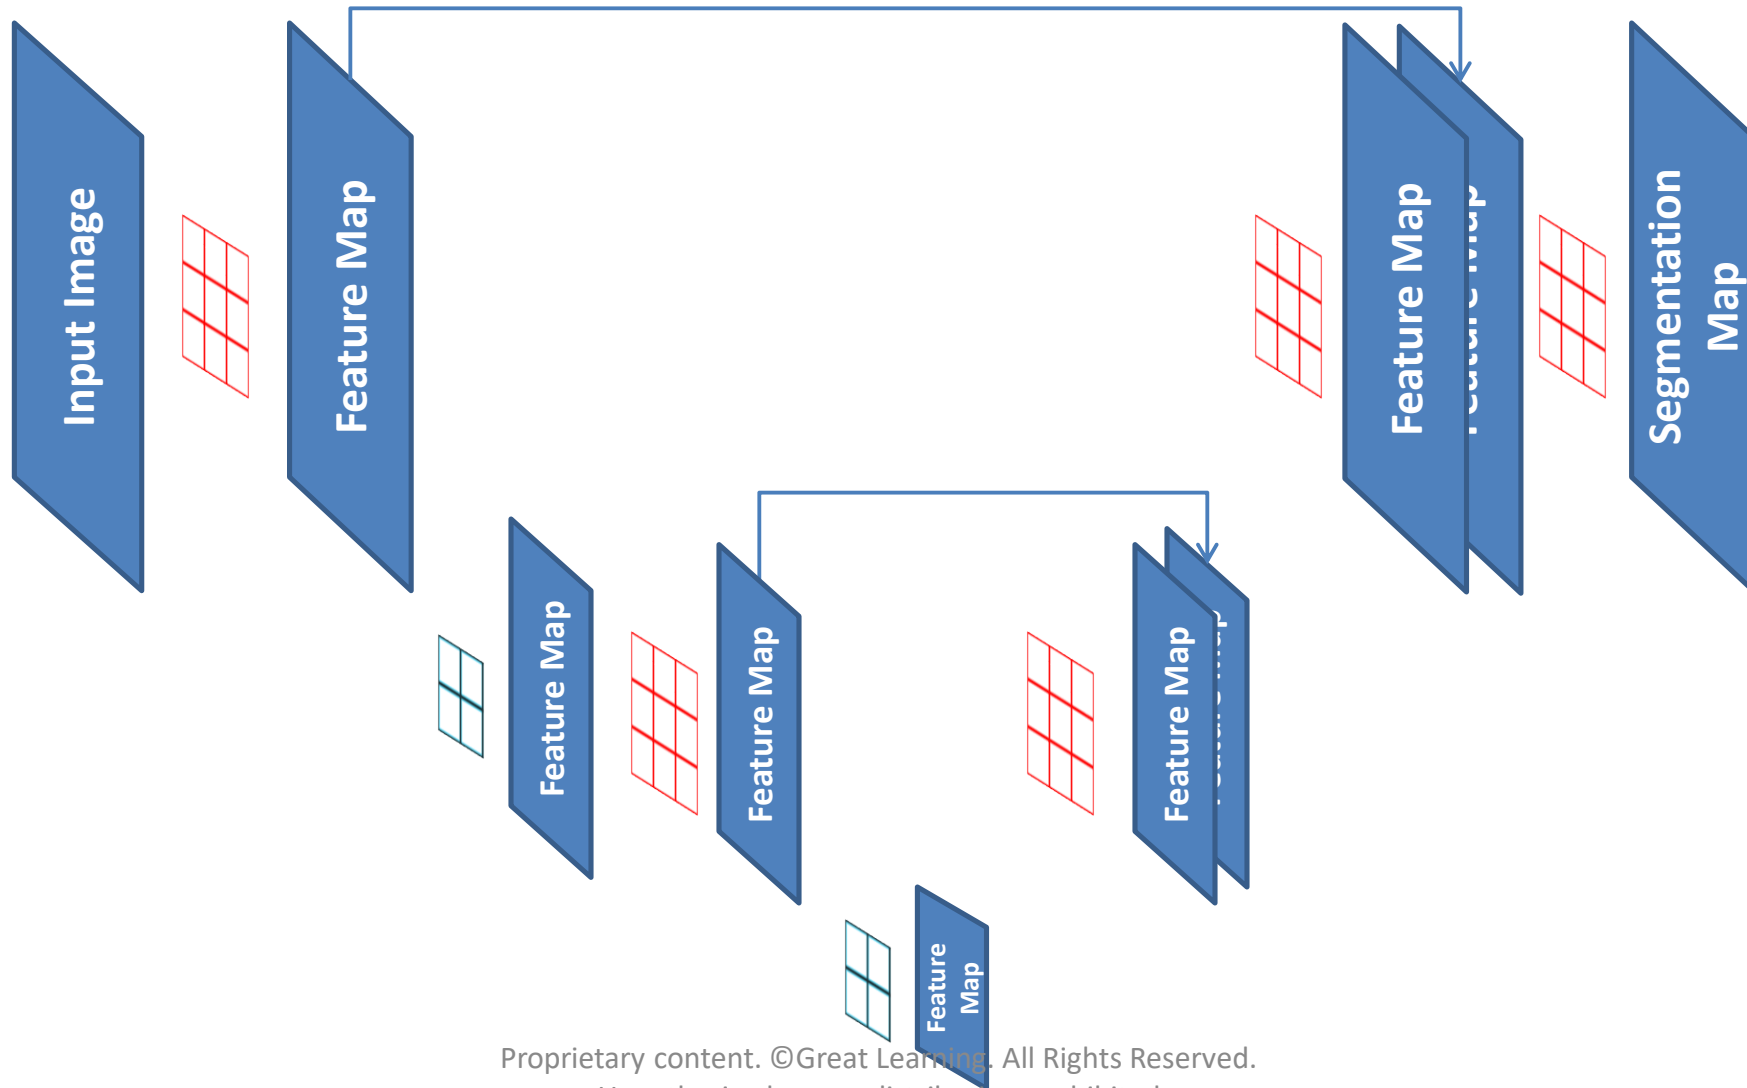 Input Image
Feature Map
Feature Map
Feature Map
Feature
Map
Feature Map
Feature Map
Segmentation
Map
Proprietary content. ©Great Learning. All Rights Reserved.